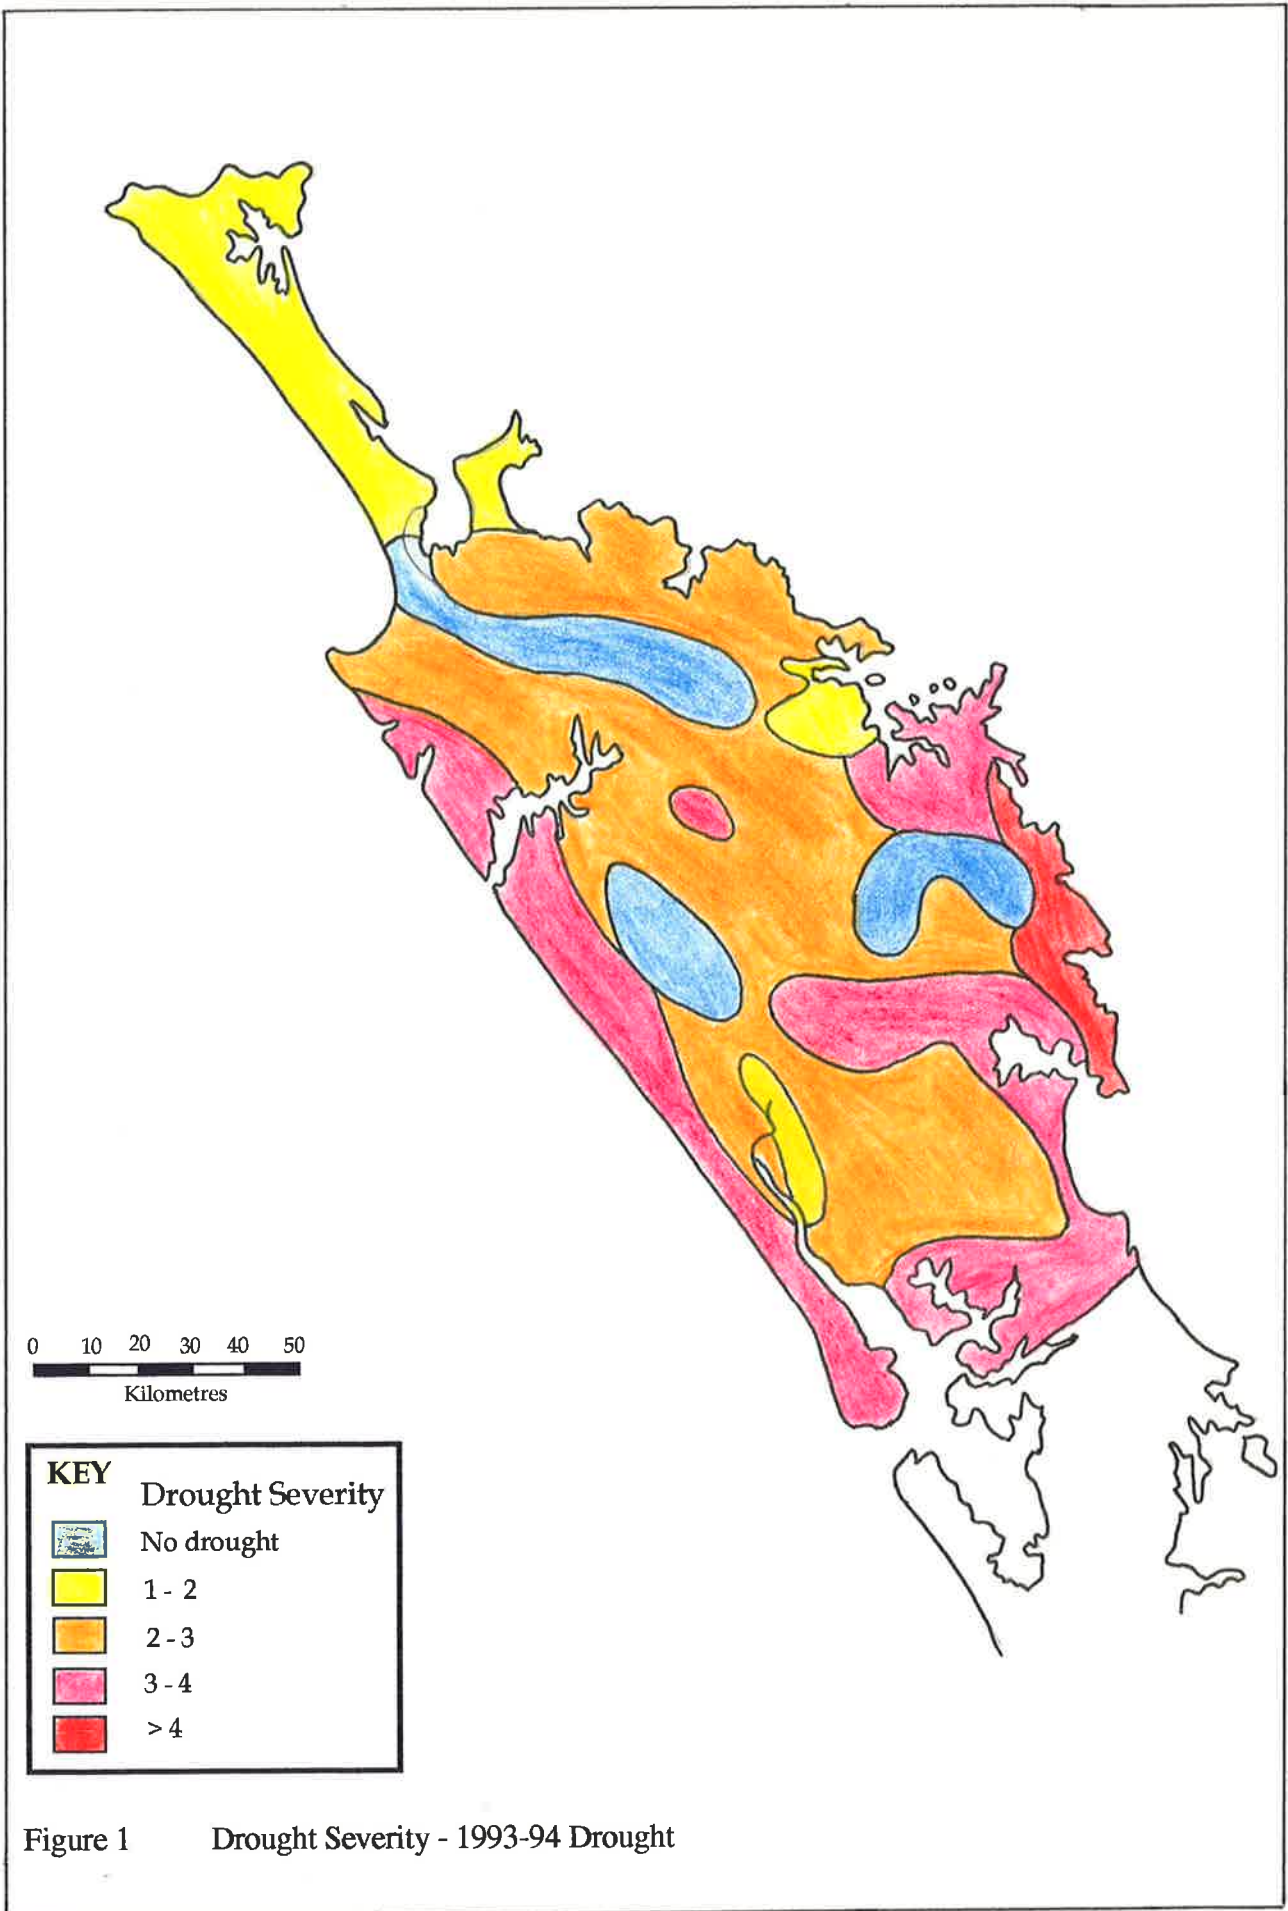 0 10 20 30 40 50
Kilometres
KEY
Drought Severity
No drought
1 - 2
2 - 3
3 - 4
> 4
Figure 1 Drought Severity - 1993-94 Drought